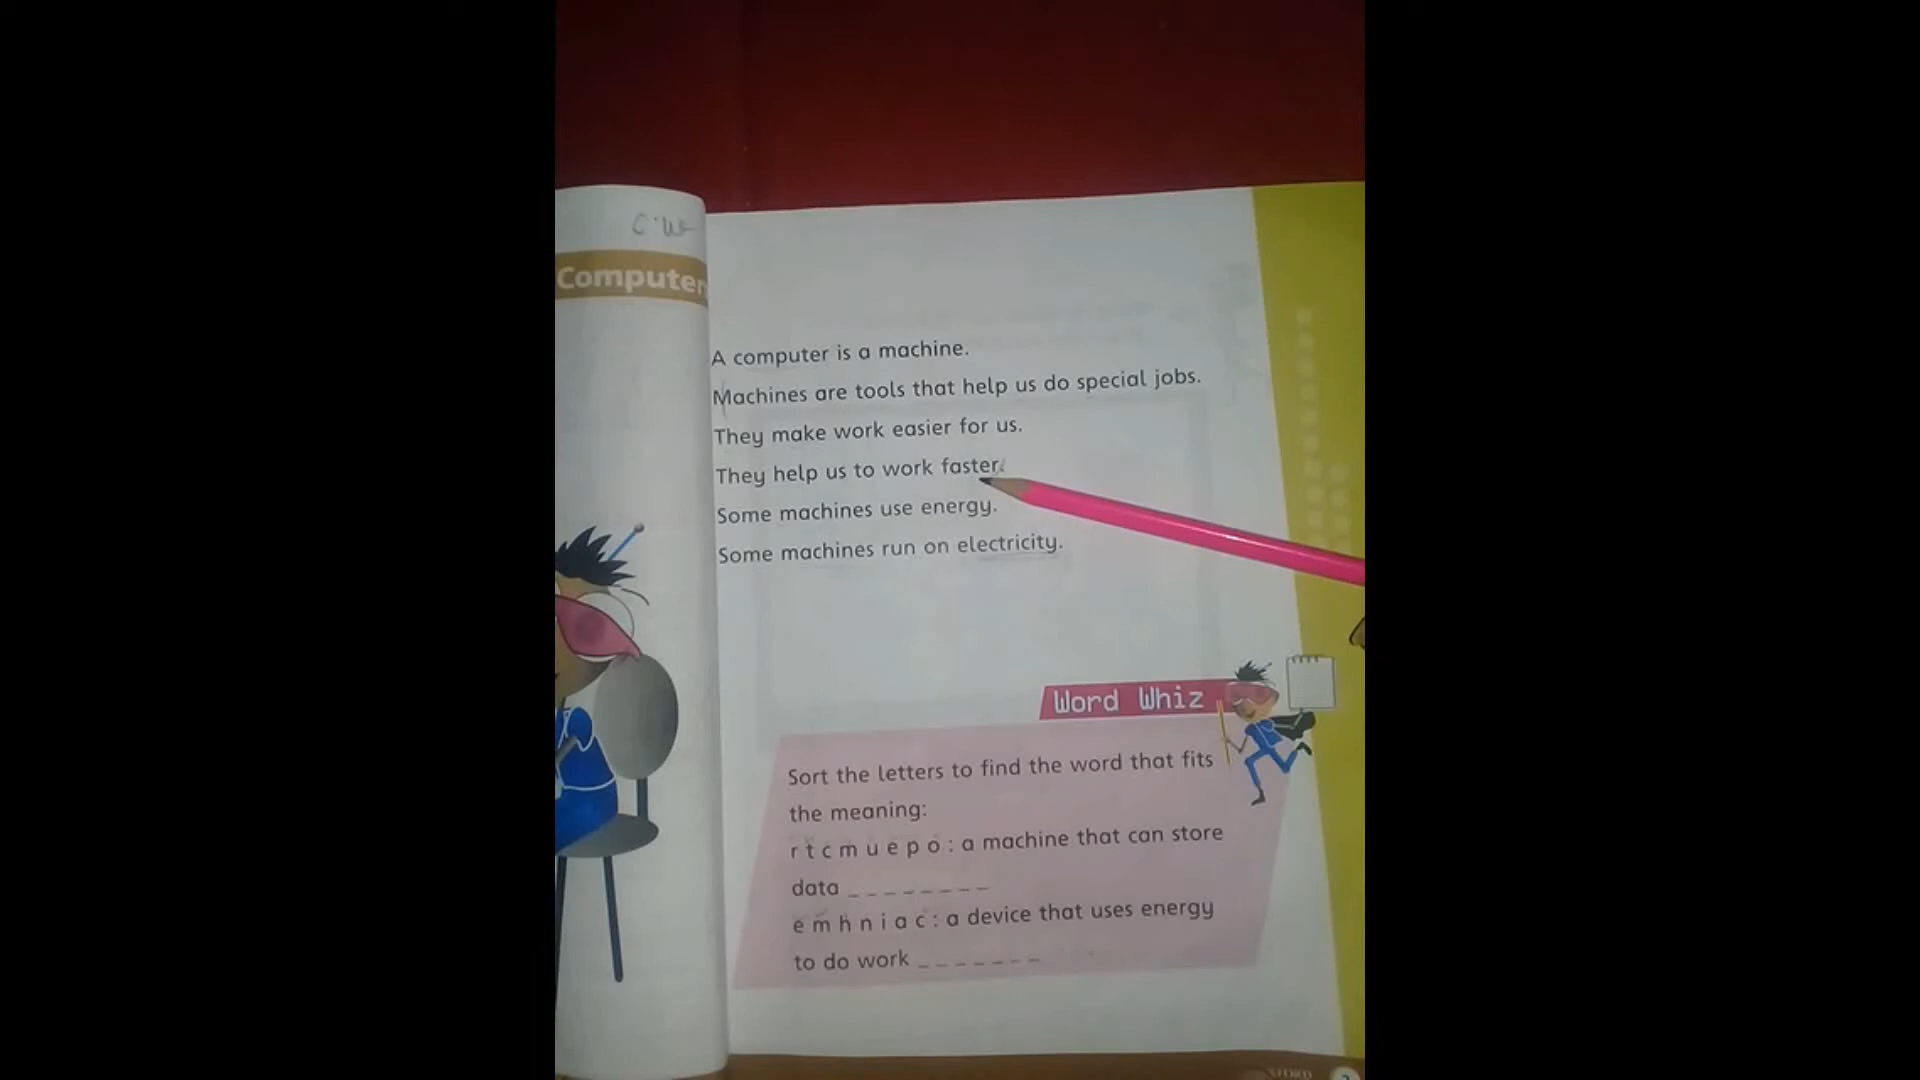 C.W
Computer
A computer is a machine.
Machines are tools that help us do special jobs.
They make work easier for us.
They help us to work faster.
Some machines use energy.
Some machines run on electricity.
Word Whiz
Sort the letters to find the word that fits
the meaning:
r t c m u e p o : a machine that can store
data _ _ _ _ _ _ _ _
e m h n i a c : a device that uses energy
to do work _ _ _ _ _ _ _